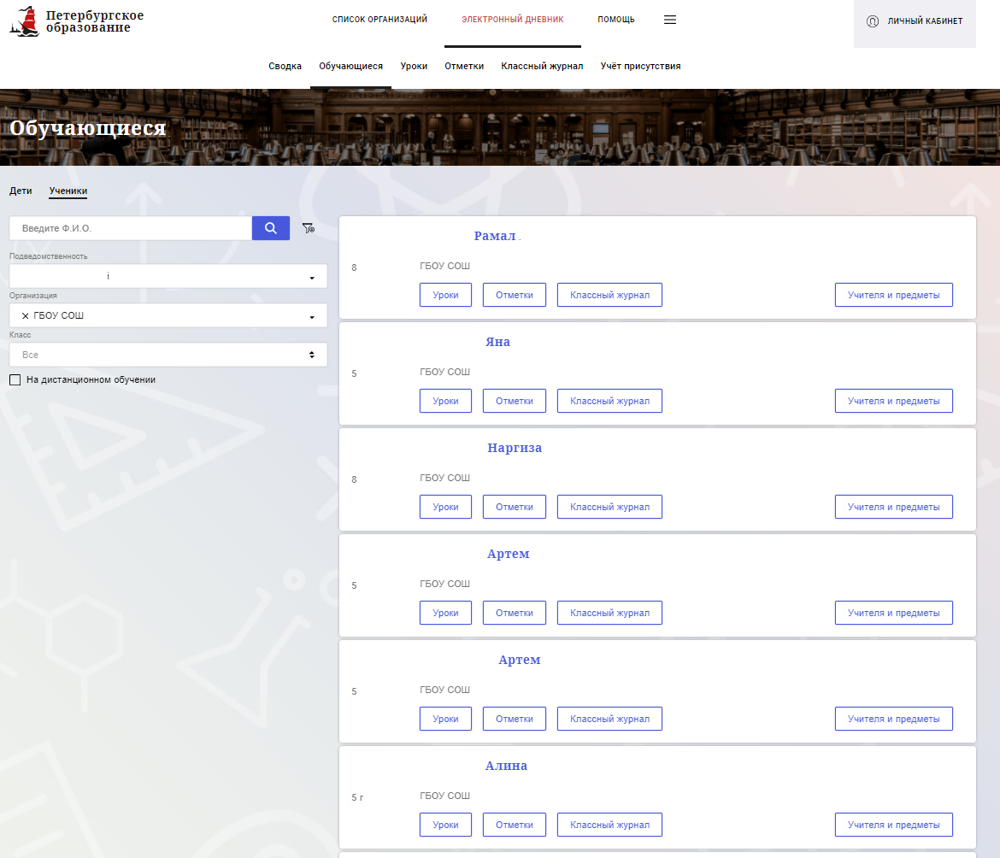 Петербургское
образование
СПИСОК ОРГАНИЗАЦИЙ
ЭЛЕКТРОННЫЙ ДНЕВНИК
ПОМОЩЬ
ЛИЧНЫЙ КАБИНЕТ
Сводка
Обучающиеся
Уроки
Отметки
Классный журнал
Учёт присутствия
Обучающиеся
Дети
Ученики
Введите Ф.И.О.
Подведомственность
Организация
ГБОУ СОШ
Класс
Все
На дистанционном обучении
Рамал
8
ГБОУ СОШ
Уроки
Отметки
Классный журнал
Учителя и предметы
Яна
5
ГБОУ СОШ
Уроки
Отметки
Классный журнал
Учителя и предметы
Наргиза
8
ГБОУ СОШ
Уроки
Отметки
Классный журнал
Учителя и предметы
Артем
5
ГБОУ СОШ
Уроки
Отметки
Классный журнал
Учителя и предметы
Артем
5
ГБОУ СОШ
Уроки
Отметки
Классный журнал
Учителя и предметы
Алина
5 г
ГБОУ СОШ
Уроки
Отметки
Классный журнал
Учителя и предметы